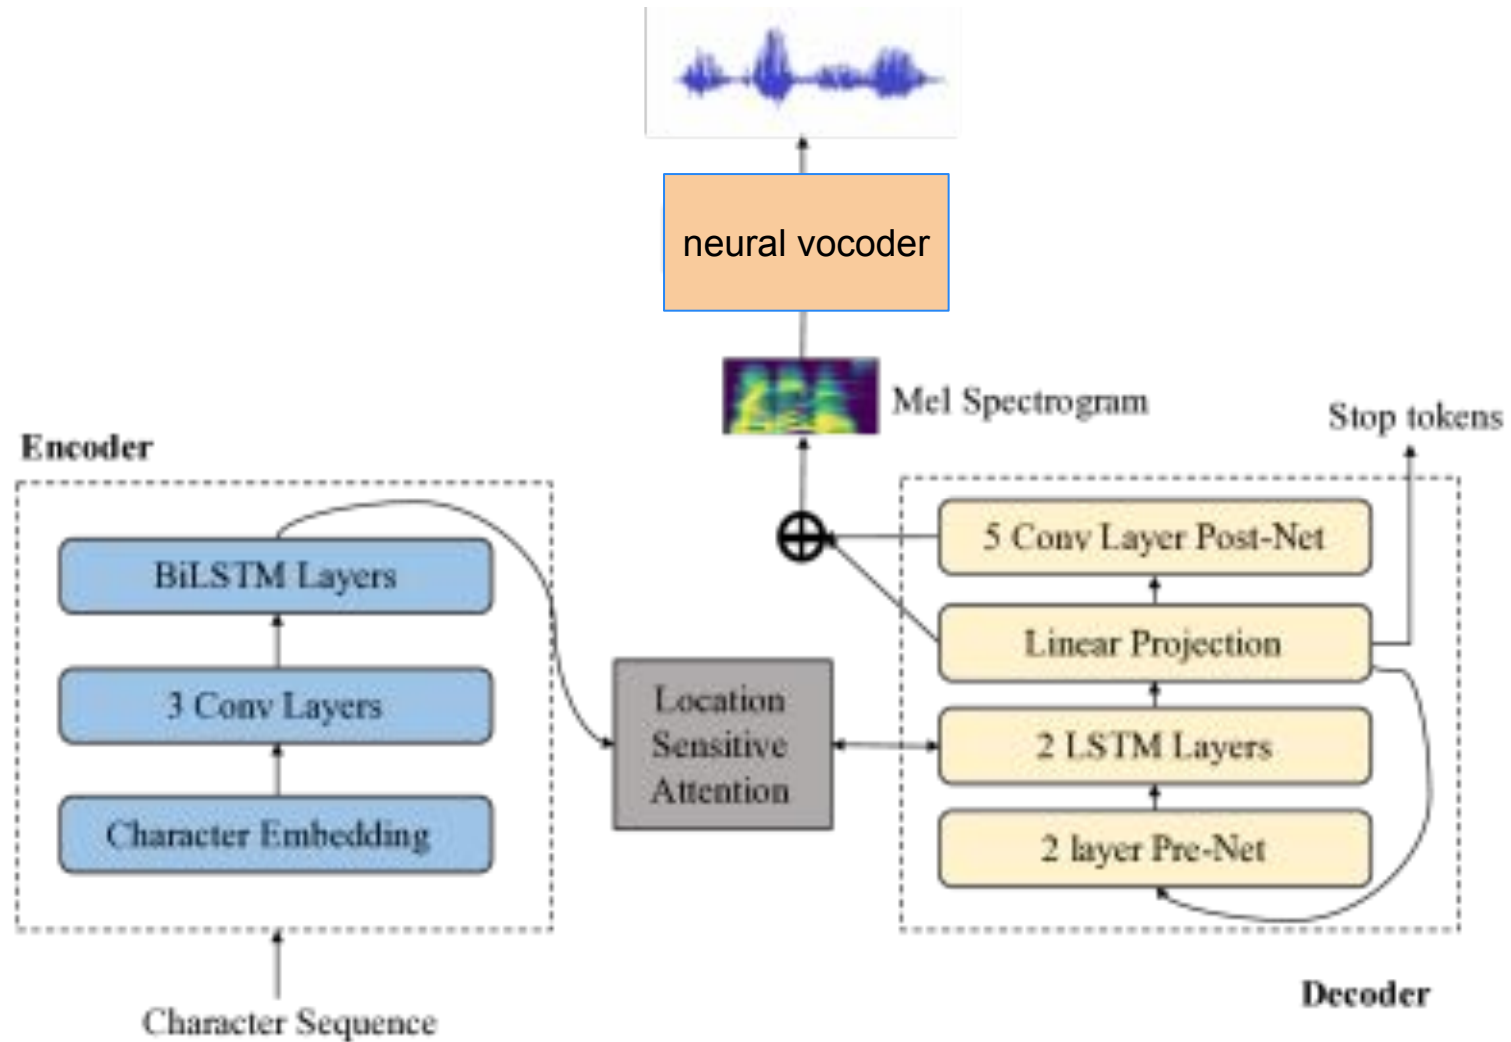 neural vocoder
Mel Spectrogram
Stop tokens
Encoder
BiLSTM Layers
3 Conv Layers
Character Embedding
Character Sequence
Location
Sensitive
Attention
5 Conv Layer Post-Net
Linear Projection
2 LSTM Layers
2 layer Pre-Net
Decoder